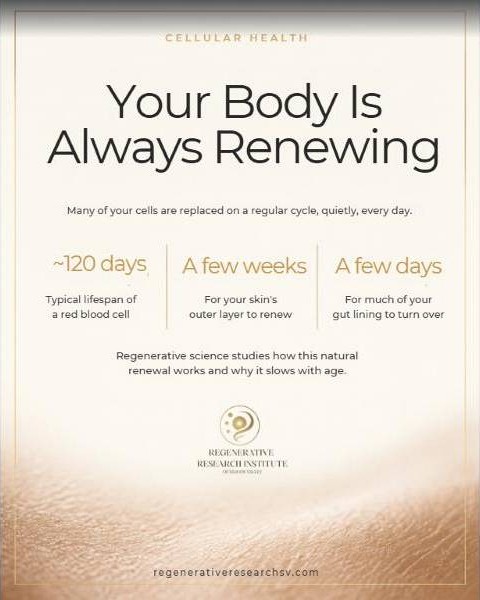 CELLULAR HEALTH
Your Body Is
Always Renewing
Many of your cells are replaced on a regular cycle, quietly, every day.
~120 days
Typical lifespan of
a red blood cell
A few weeks
For your skin's
outer layer to renew
A few days
For much of your
gut lining to turn over
Regenerative science studies how this natural
renewal works and why it slows with age.
REGENERATIVE
RESEARCH INSTITUTE
OF SILICON VALLEY
regenerativeresearchsv.com